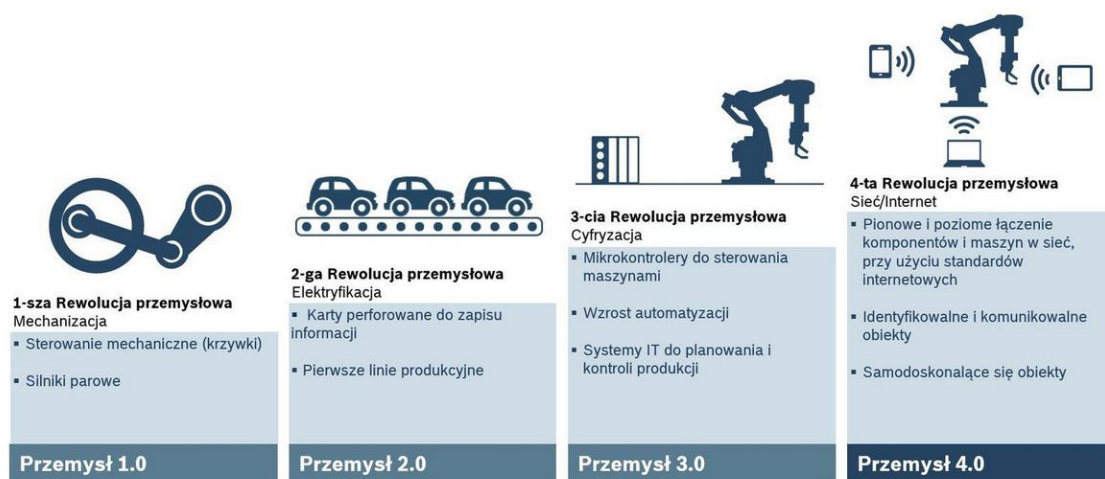 1-sza Rewolucja przemysłowa
Mechanizacja
▪ Sterowanie mechaniczne (krzywki)
▪ Silniki parowe
Przemysł 1.0
2-ga Rewolucja przemysłowa
Elektryfikacja
▪ Karty perforowane do zapisu
informacji
▪ Pierwsze linie produkcyjne
Przemysł 2.0
3-cia Rewolucja przemysłowa
Cyfryzacja
▪ Mikrokontrolery do sterowania
maszynami
▪ Wzrost automatyzacji
▪ Systemy IT do planowania i
kontroli produkcji
Przemysł 3.0
4-ta Rewolucja przemysłowa
Sieć/Internet
▪ Pionowe i poziome łączenie
komponentów i maszyn w sieć,
przy użyciu standardów
internetowych
▪ Identyfikowalne i komunikowalne
obiekty
▪ Samodoskonalące się obiekty
Przemysł 4.0